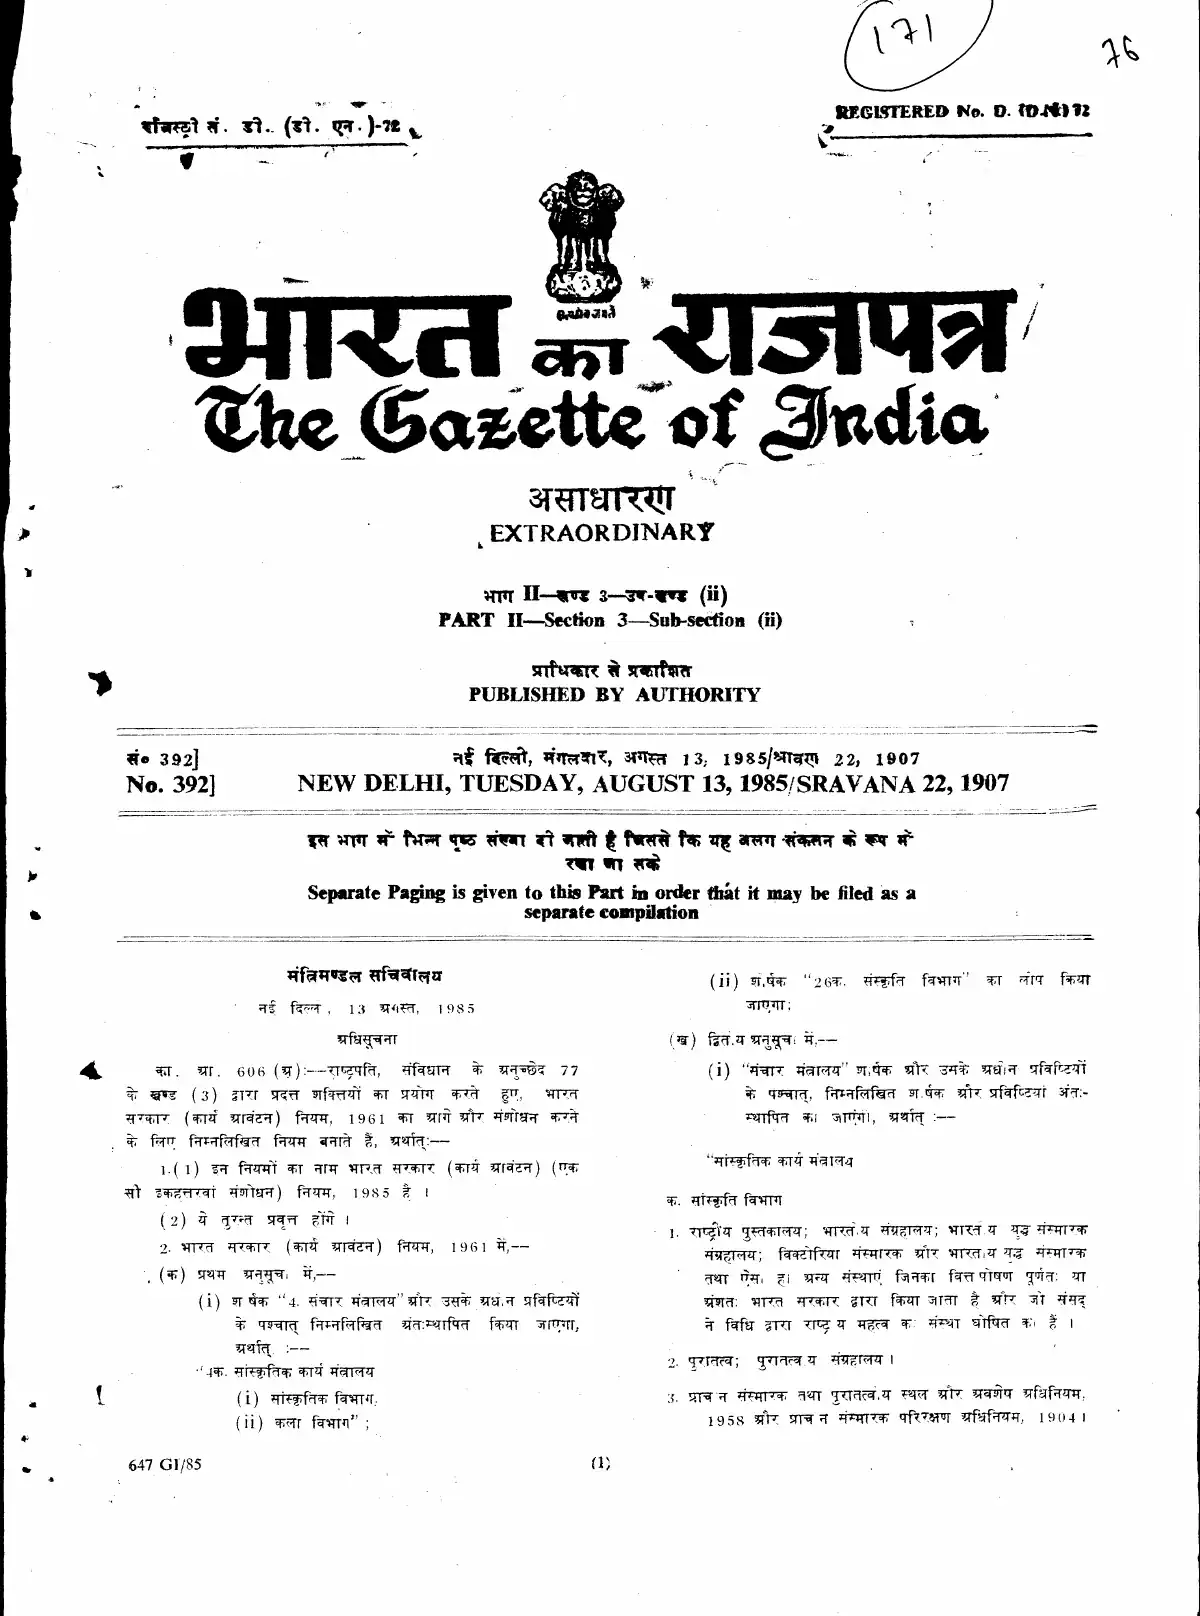 171
76
रजिस्ट्री सं. डी.. (डी. एन.)-72
REGISTERED No. D. (D.N.) 72
भारत का राजपत्र
The Gazette of India
असाधारण
EXTRAORDINARY
भाग II—खण्ड 3—उप-खण्ड (ii)
PART II—Section 3—Sub-section (ii)
प्राधिकार से प्रकाशित
PUBLISHED BY AUTHORITY
सं० 392]
नई दिल्ली, मंगलवार, अगस्त 13, 1985/श्रावण 22, 1907
No. 392]
NEW DELHI, TUESDAY, AUGUST 13, 1985/SRAVANA 22, 1907
इस भाग में भिन्न पृष्ठ संख्या दी जाती है जिससे कि यह अलग संकलन के रूप में
रखा जा सके
Separate Paging is given to this Part in order that it may be filed as a
separate compilation
मंत्रिमण्डल सचिवालय
नई दिल्ली, 13 अगस्त, 1985
अधिसूचना
का. आ. 606 (अ):--राष्ट्रपति, संविधान के अनुच्छेद 77
के खण्ड (3) द्वारा प्रदत्त शक्तियों का प्रयोग करते हुए, भारत
सरकार (कार्य आवंटन) नियम, 1961 का आगे और संशोधन करने
के लिए निम्नलिखित नियम बनाते हैं, अर्थात्:--
1.(1) इन नियमों का नाम भारत सरकार (कार्य आवंटन) (एक
सौ इकहत्तरवां संशोधन) नियम, 1985 है ।
(2) ये तुरन्त प्रवृत्त होंगे ।
2. भारत सरकार (कार्य आवंटन) नियम, 1961 में,--
(क) प्रथम अनुसूची में,--
(i) शीर्षक "4. संचार मंत्रालय" और उसके अधीन प्रविष्टियों
के पश्चात् निम्नलिखित अंतःस्थापित किया जाएगा,
अर्थात् :--
"4क. सांस्कृतिक कार्य मंत्रालय
(i) सांस्कृतिक विभाग,
(ii) कला विभाग" ;
(ii) शीर्षक "26क. संस्कृति विभाग" का लोप किया
जाएगा;
(ख) द्वितीय अनुसूची में,--
(i) "संचार मंत्रालय" शीर्षक और उसके अधीन प्रविष्टियों
के पश्चात्, निम्नलिखित शीर्षक और प्रविष्टियां अंतः-
स्थापित की जाएंगी, अर्थात् :--
"सांस्कृतिक कार्य मंत्रालय
क. सांस्कृति विभाग
1. राष्ट्रीय पुस्तकालय; भारतीय संग्रहालय; भारतीय युद्ध संस्मारक
संग्रहालय; विक्टोरिया संस्मारक और भारतीय युद्ध संस्मारक
तथा ऐसी ही अन्य संस्थाएं जिनका वित्त पोषण पूर्णतः या
अंशतः भारत सरकार द्वारा किया जाता है और जो संसद्
ने विधि द्वारा राष्ट्रीय महत्व की संस्था घोषित की हैं ।
2. पुरातत्व; पुरातत्वीय संग्रहालय ।
3. प्राचीन संस्मारक तथा पुरातत्वीय स्थल और अवशेष अधिनियम,
1958 और प्राचीन संस्मारक परिरक्षण अधिनियम, 1904।
647 GI/85
(1)